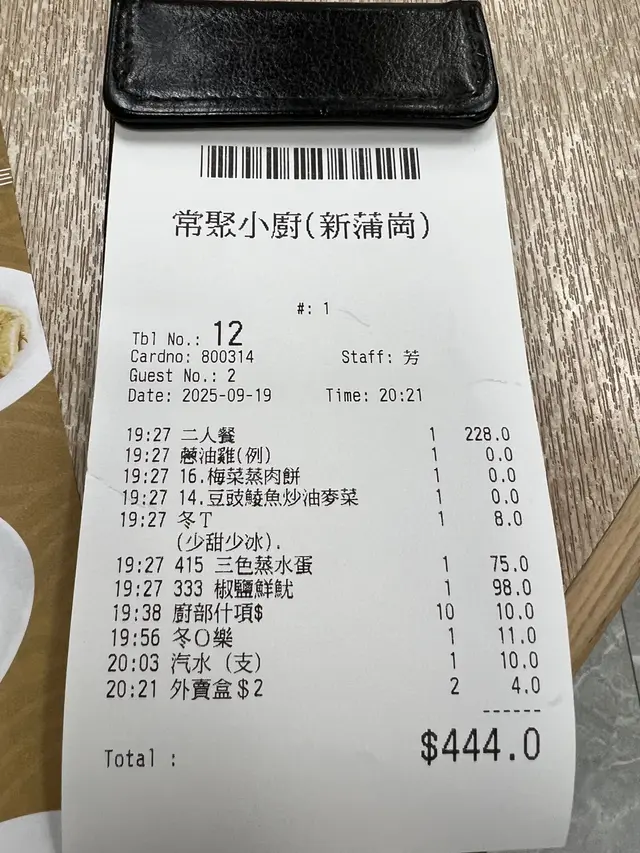 常聚小廚(新蒲崗)
#: 1
Tbl No.: 12
Cardno: 800314 Staff: 芳
Guest No.: 2
Date: 2025-09-19 Time: 20:21
19:27 二人餐 1 228.0
19:27 蔥油雞(例) 1 0.0
19:27 16.梅菜蒸肉餅 1 0.0
19:27 14.豆豉鯪魚炒油麥菜 1 0.0
19:27 冬T 1 8.0
(少甜少冰).
19:27 415 三色蒸水蛋 1 75.0
19:27 333 椒鹽鮮魷 1 98.0
19:38 廚部什項$ 10 10.0
19:56 冬〇樂 1 11.0
20:03 汽水 (支) 1 10.0
20:21 外賣盒$2 2 4.0
------
Total : $444.0